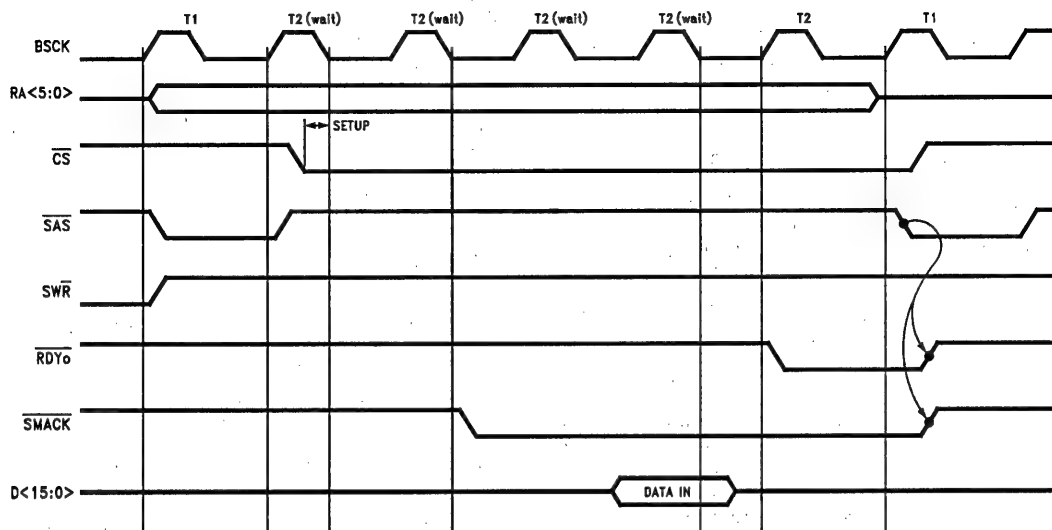 T1 T2 (wait) T2 (wait) T2 (wait) T2 (wait) T2 T1
BSCK
RA<5:0>
SETUP
CS
SAS
SWR
RDYo
SMACK
D<15:0> DATA IN